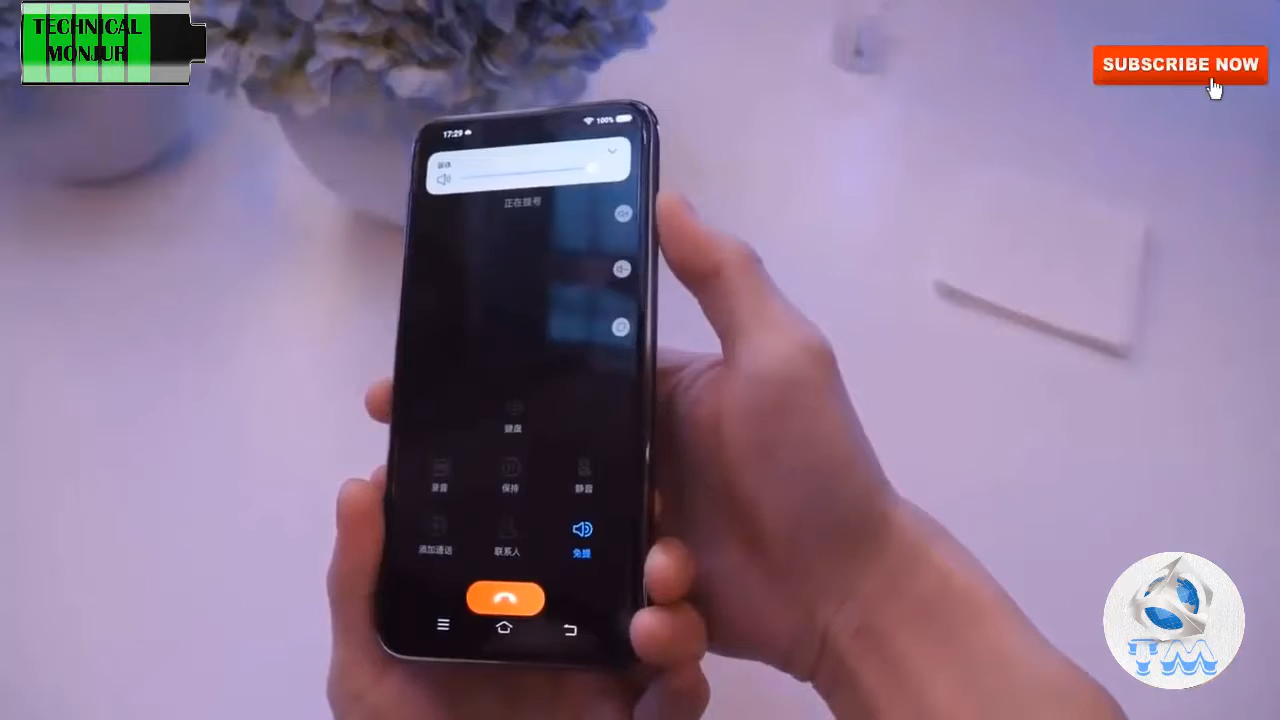 TECHNICAL
MONJUR
SUBSCRIBE NOW
17:29
100%
正在拨号
键盘
录音
保持
静音
添加通话
联系人
免提
TM